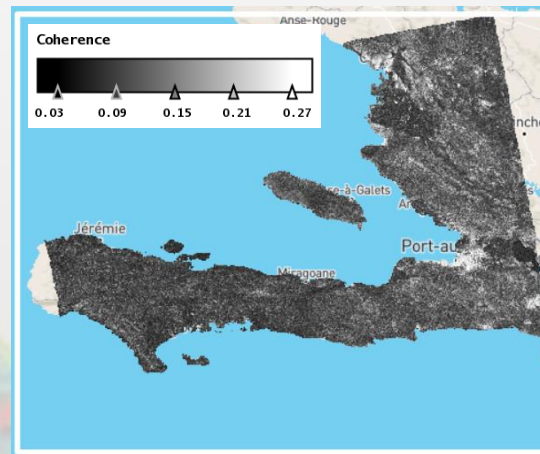 Anse-Rouge
Coherence
0.03 0.09 0.15 0.21 0.27
Jérémie
Port-au
Miragoane